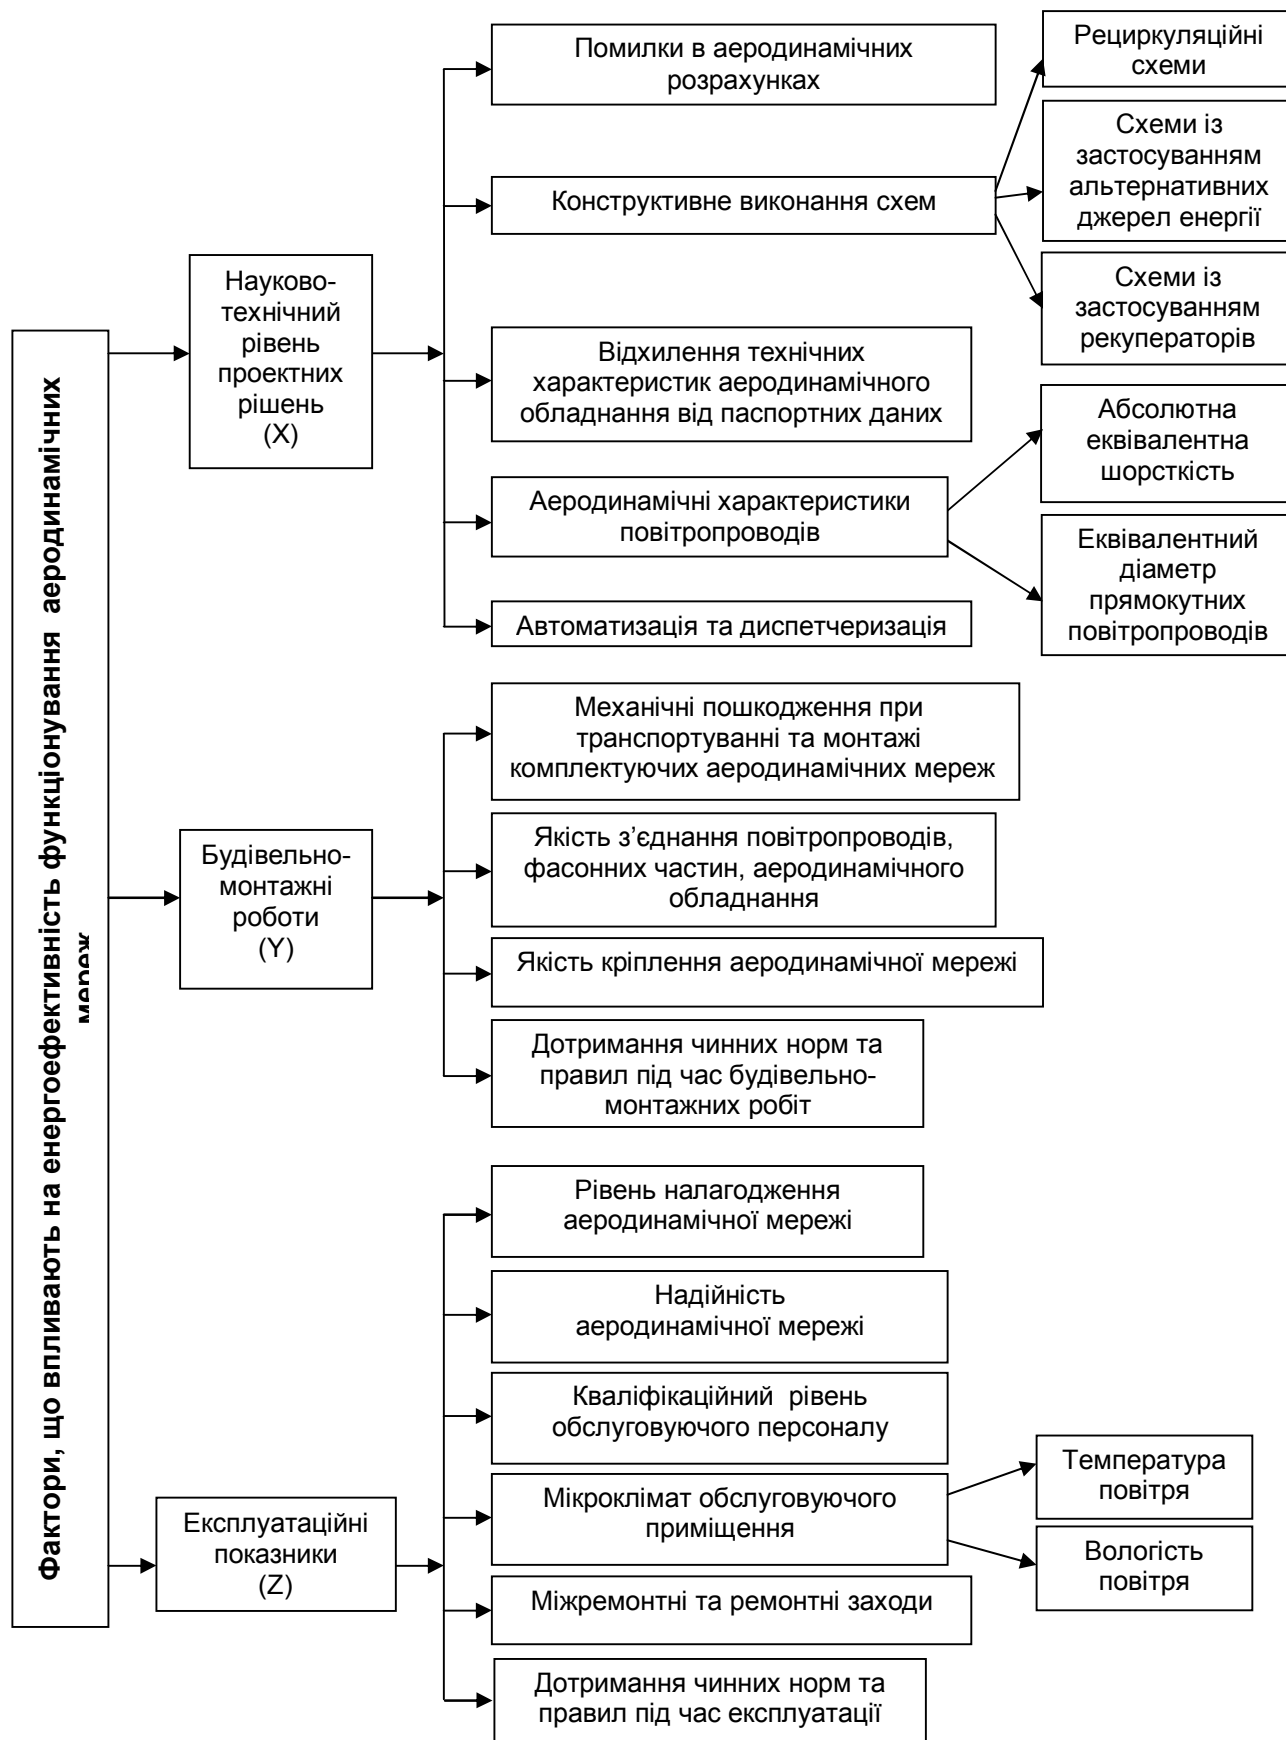 Фактори, що впливають на енергоефективність функціонування аеродинамічних
мереж
Науково-
технічний
рівень
проектних
рішень
(X)
Помилки в аеродинамічних
розрахунках
Конструктивне виконання схем
Рециркуляційні
схеми
Схеми із
застосуванням
альтернативних
джерел енергії
Схеми із
застосуванням
рекуператорів
Відхилення технічних
характеристик аеродинамічного
обладнання від паспортних даних
Аеродинамічні характеристики
повітропроводів
Абсолютна
еквівалентна
шорсткість
Еквівалентний
діаметр
прямокутних
повітропроводів
Автоматизація та диспетчеризація
Будівельно-
монтажні
роботи
(Y)
Механічні пошкодження при
транспортуванні та монтажі
комплектуючих аеродинамічних мереж
Якість з’єднання повітропроводів,
фасонних частин, аеродинамічного
обладнання
Якість кріплення аеродинамічної мережі
Дотримання чинних норм та
правил під час будівельно-
монтажних робіт
Експлуатаційні
показники
(Z)
Рівень налагодження
аеродинамічної мережі
Надійність
аеродинамічної мережі
Кваліфікаційний рівень
обслуговуючого персоналу
Мікроклімат обслуговуючого
приміщення
Температура
повітря
Вологість
повітря
Міжремонтні та ремонтні заходи
Дотримання чинних норм та
правил під час експлуатації